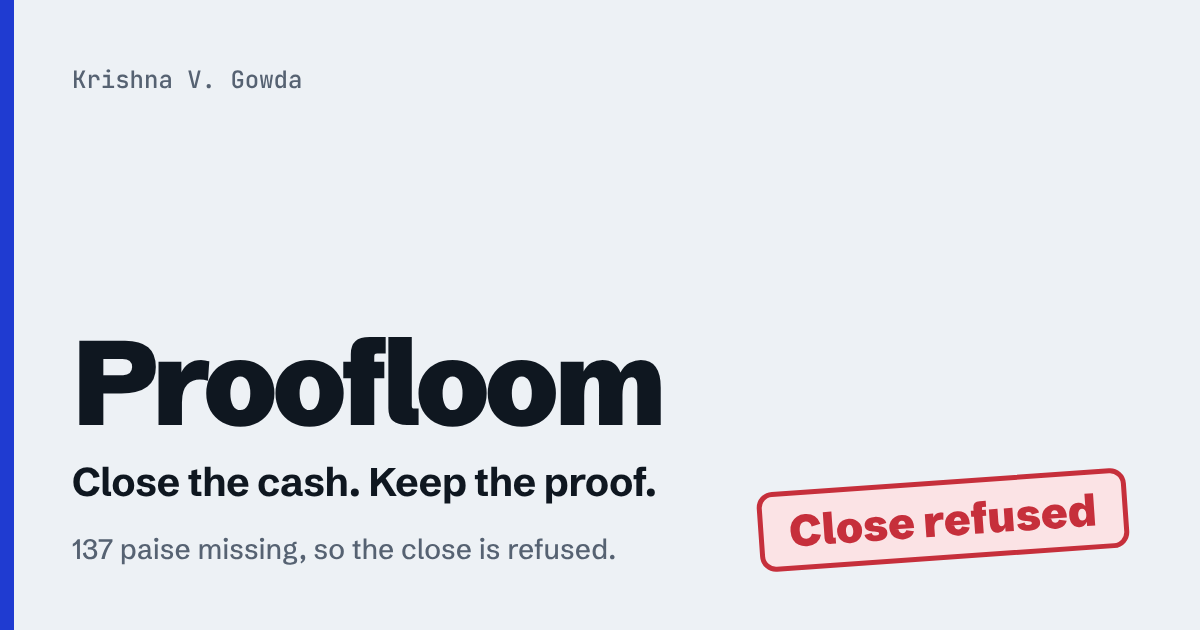 Krishna V. Gowda
Proofloom
Close the cash. Keep the proof.
137 paise missing, so the close is refused.
Close refused